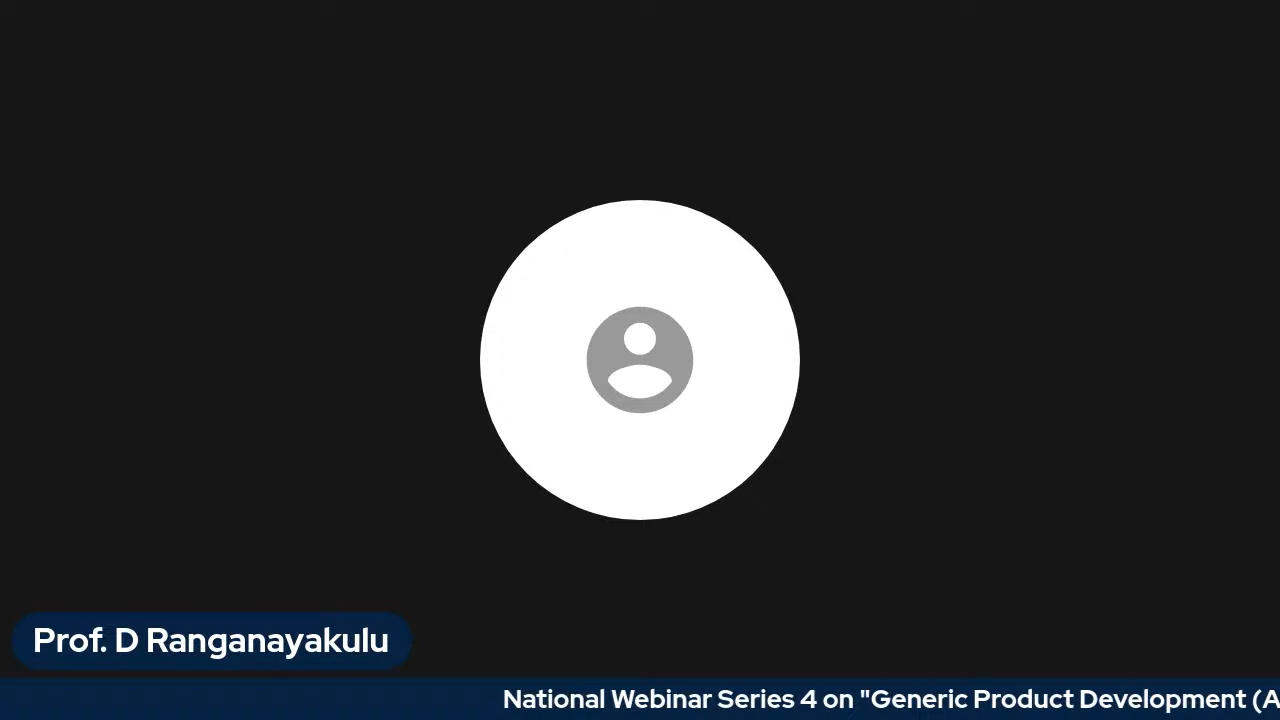 Prof. D Ranganayakulu
National Webinar Series 4 on "Generic Product Development (A